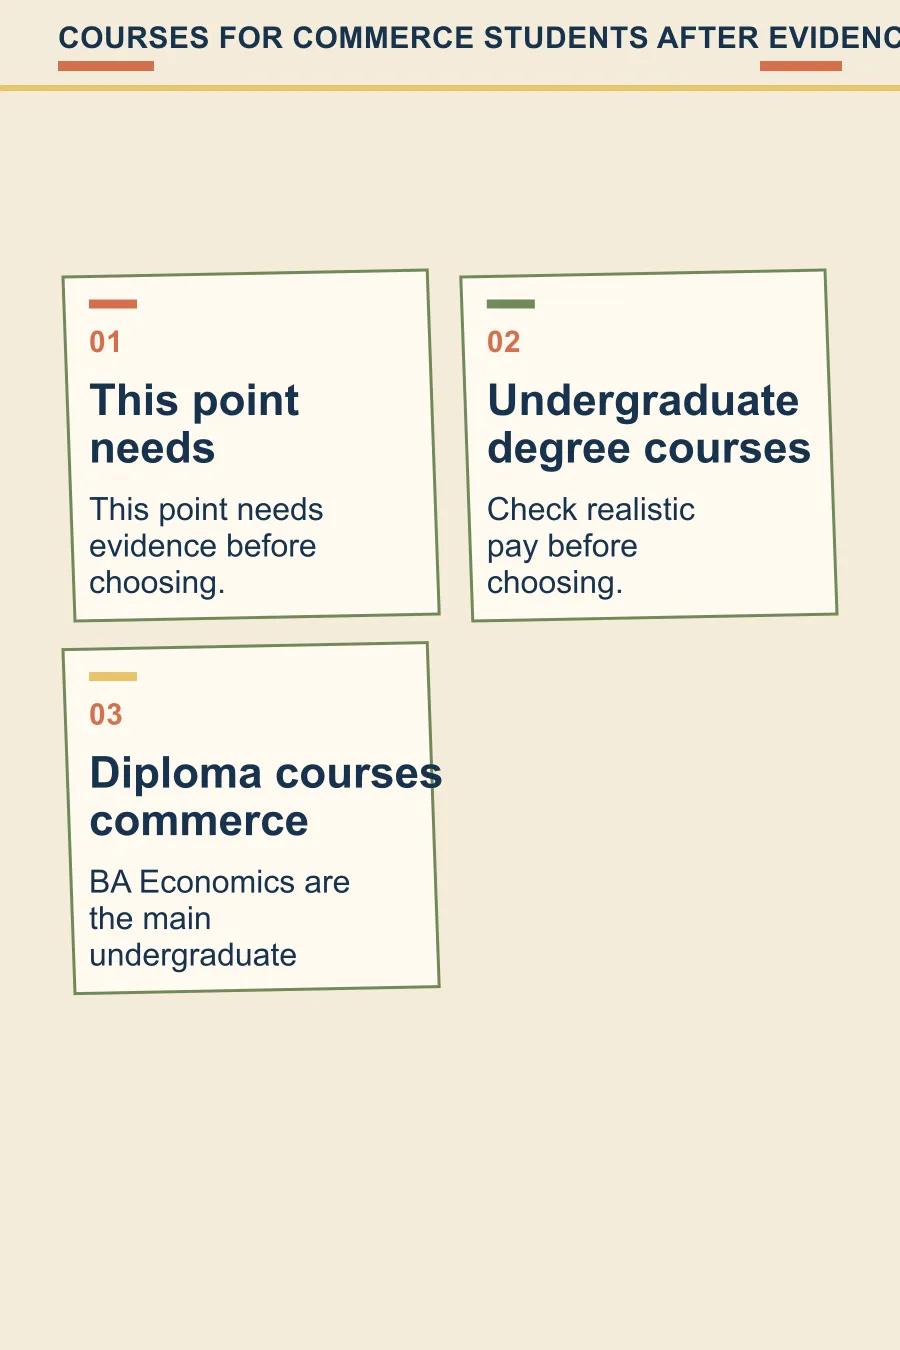 COURSES FOR COMMERCE STUDENTS AFTER EVIDENC
01
This point
needs
This point needs
evidence before
choosing.
02
Undergraduate
degree courses
Check realistic
pay before
choosing.
03
Diploma courses
commerce
BA Economics are
the main
undergraduate